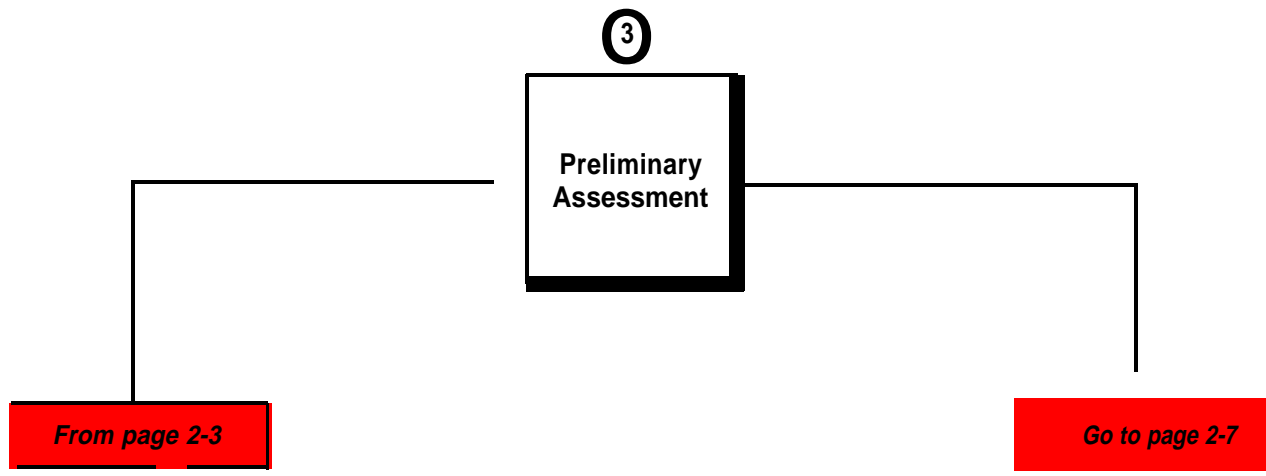 3
Preliminary
Assessment
From page 2-3
Go to page 2-7